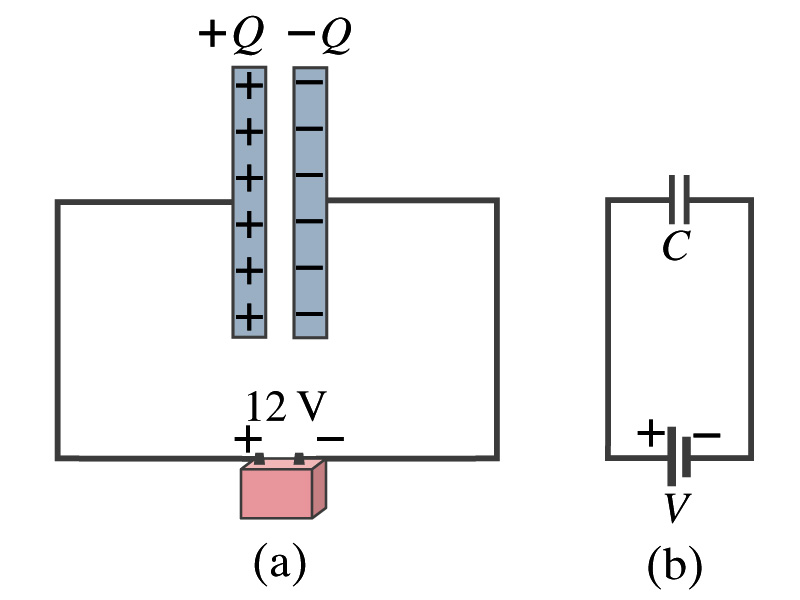 +Q −Q
+ −
+ −
+ −
+ −
+ −
+ −
C
12 V
+ −
+ −
V
(a) (b)